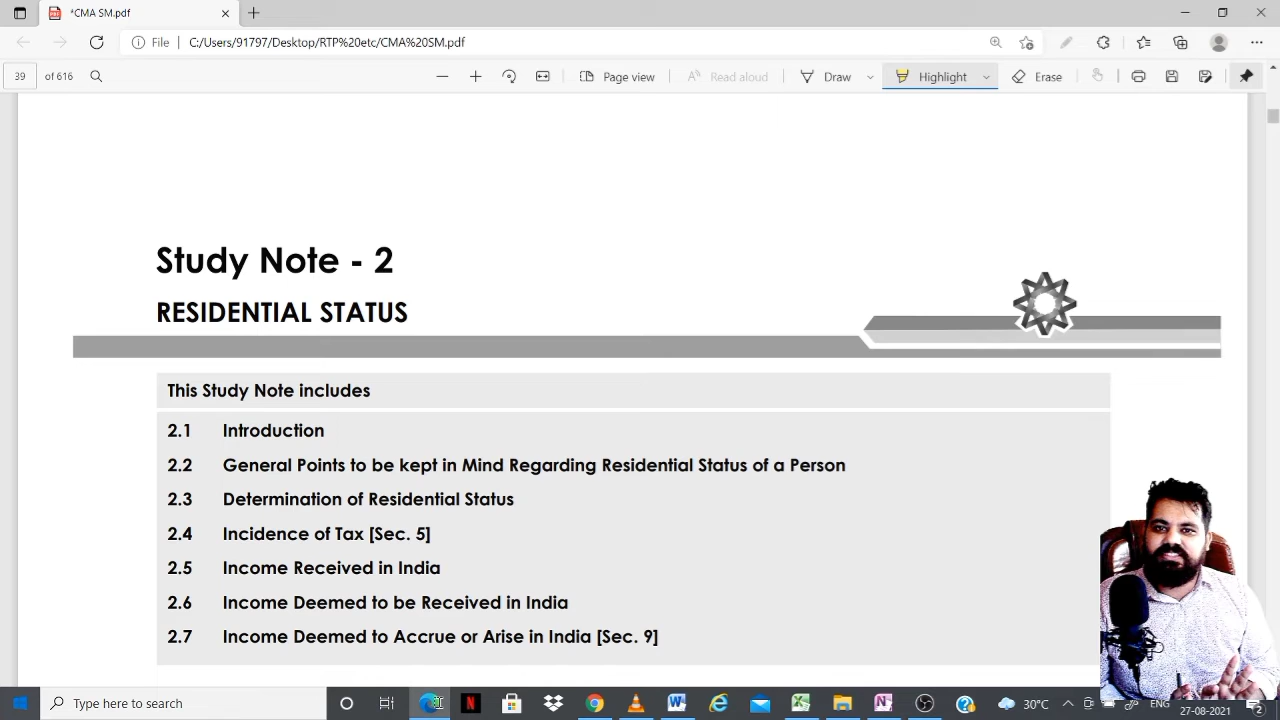 *CMA SM.pdf
File | C:/Users/91797/Desktop/RTP%20etc/CMA%20SM.pdf
39 of 616 Page view Read aloud Draw Highlight Erase
Study Note - 2
RESIDENTIAL STATUS
This Study Note includes
2.1 Introduction
2.2 General Points to be kept in Mind Regarding Residential Status of a Person
2.3 Determination of Residential Status
2.4 Incidence of Tax [Sec. 5]
2.5 Income Received in India
2.6 Income Deemed to be Received in India
2.7 Income Deemed to Accrue or Arise in India [Sec. 9]
Type here to search 30°C ENG
27-08-2021